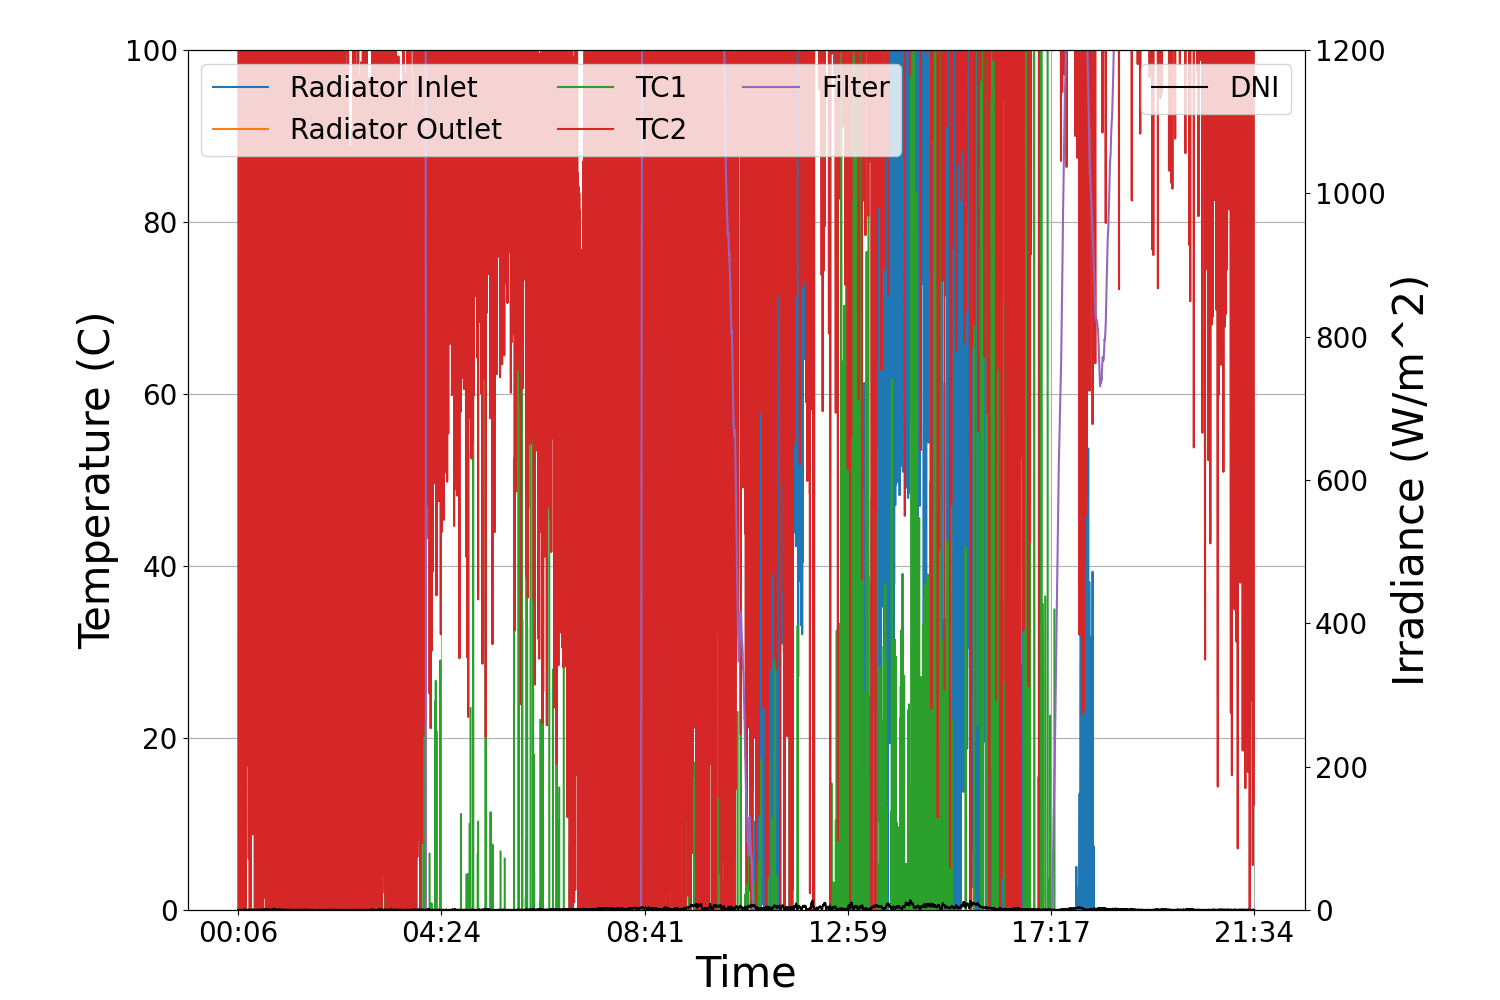 100
80
60
40
20
0
Temperature (C)
Radiator Inlet
Radiator Outlet
TC1
TC2
Filter
DNI
1200
1000
800
600
400
200
0
Irradiance (W/m^2)
00:06 04:24 08:41 12:59 17:17 21:34
Time